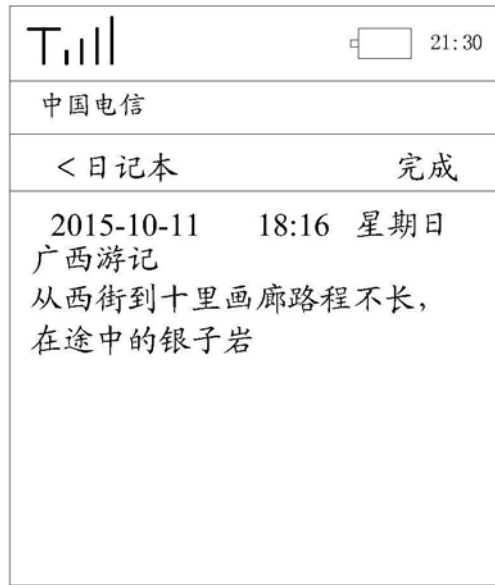 21:30
中国电信
<日记本 完成
2015-10-11 18:16 星期日
广西游记
从西街到十里画廊路程不长，
在途中的银子岩